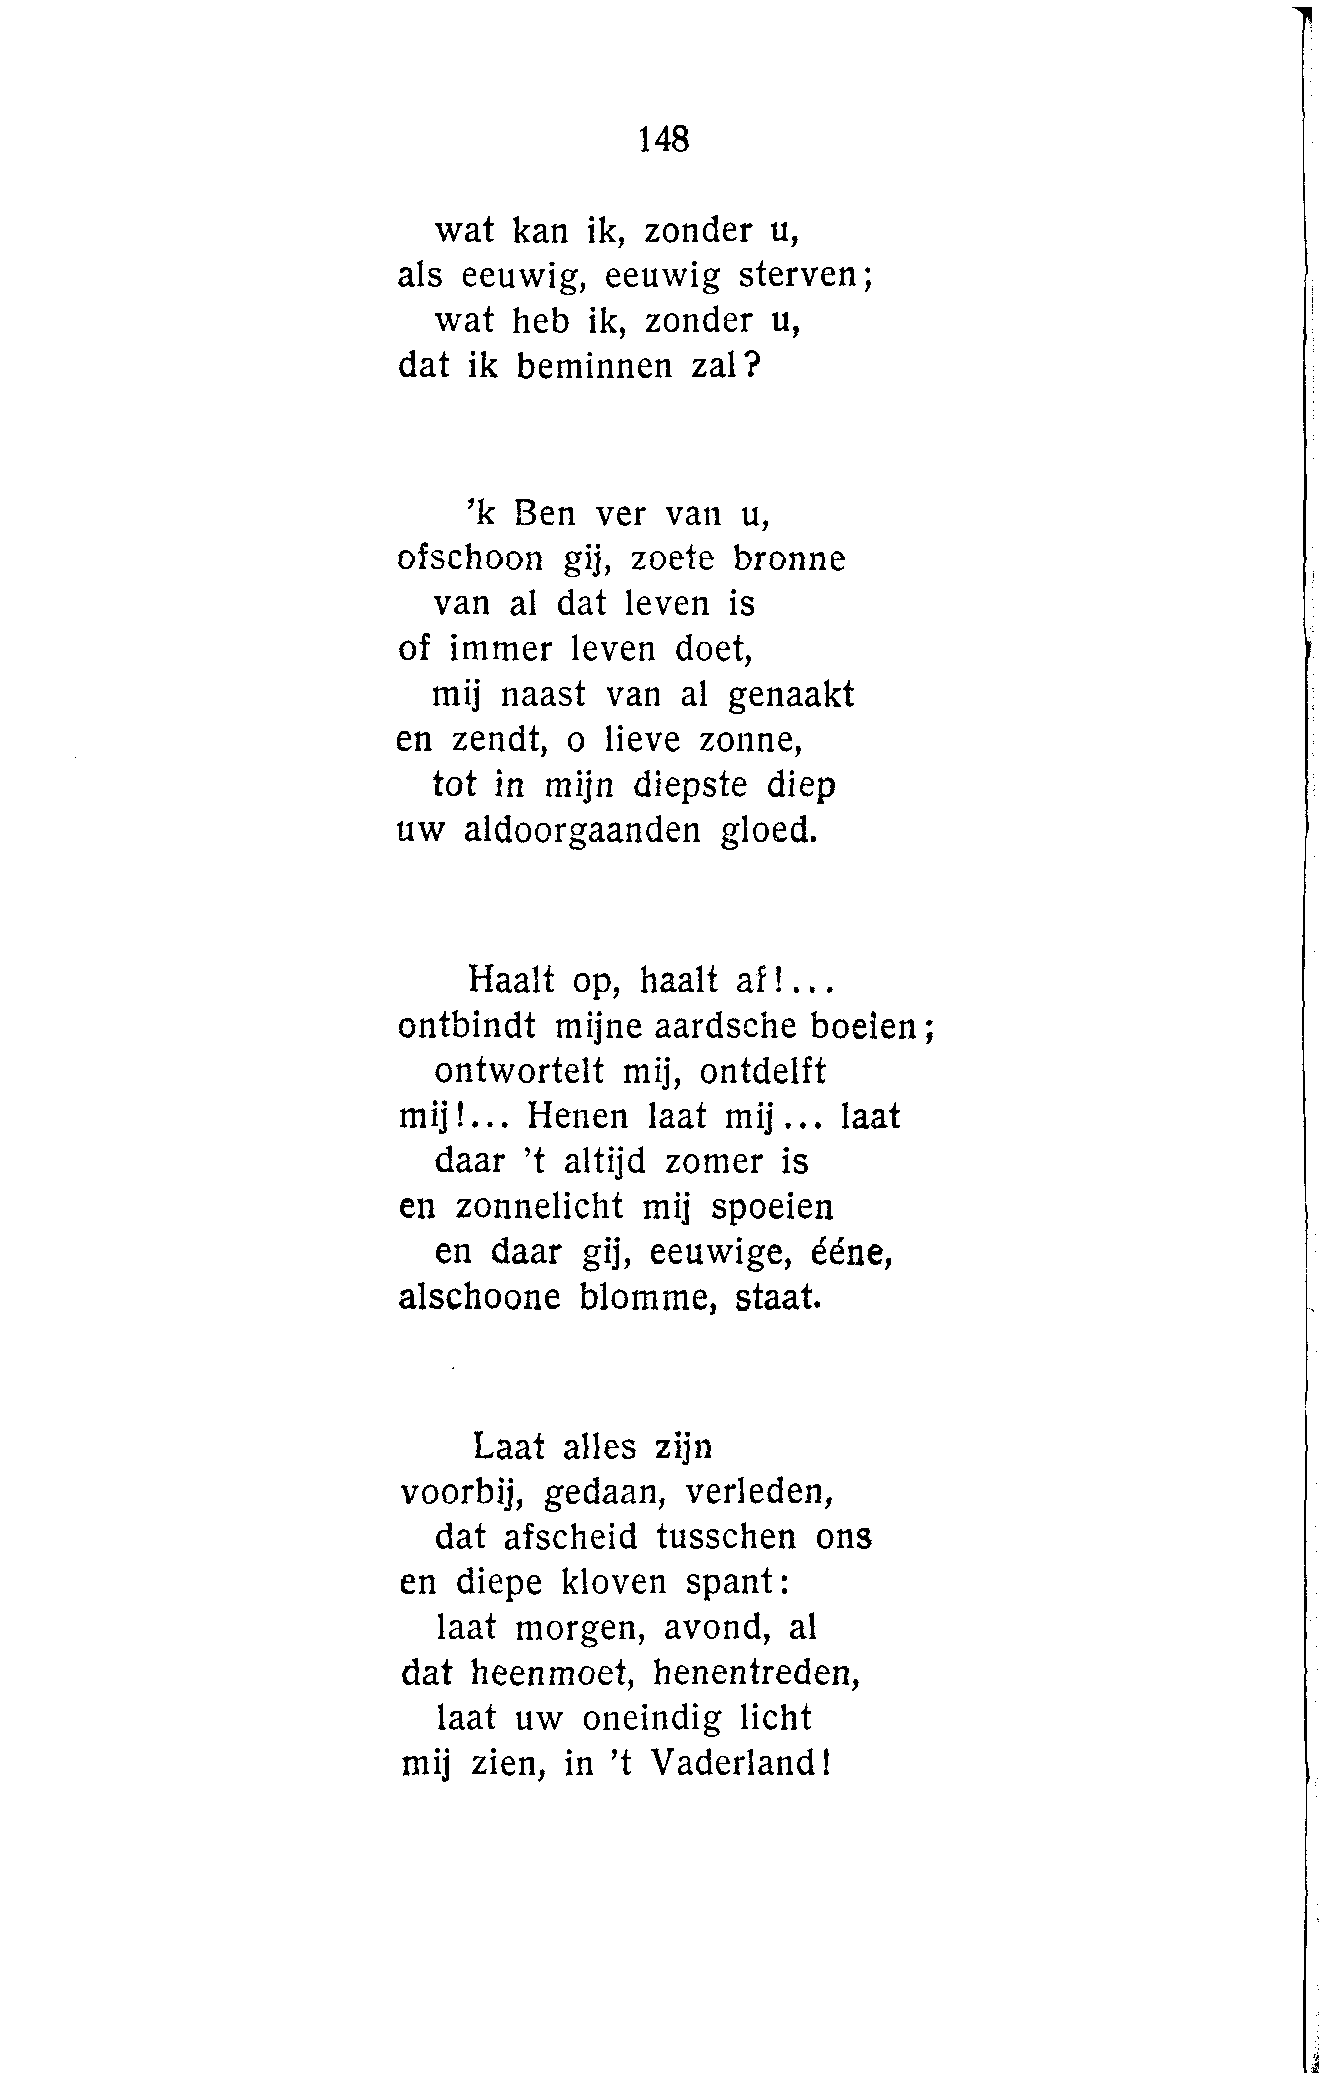 148
wat kan ik, zonder u,
als eeuwig, eeuwig sterven;
wat heb ik, zonder u,
dat ik beminnen zal?
'k Ben ver van u,
ofschoon gij, zoete bronne
van al dat leven is
of immer leven doet,
mij naast van al genaakt
en zendt, o lieve zonne,
tot in mijn diepste diep
uw aldoorgaanden gloed.
Haalt op, haalt af!...
ontbindt mijne aardsche boeien;
ontwortelt mij, ontdelft
mij!... Henen laat mij... laat
daar 't altijd zomer is
en zonnelicht mij spoeien
en daar gij, eeuwige, ééne,
alschoone blomme, staat.
Laat alles zijn
voorbij, gedaan, verleden,
dat afscheid tusschen ons
en diepe kloven spant:
laat morgen, avond, al
dat heenmoet, henentreden,
laat uw oneindig licht
mij zien, in 't Vaderland!